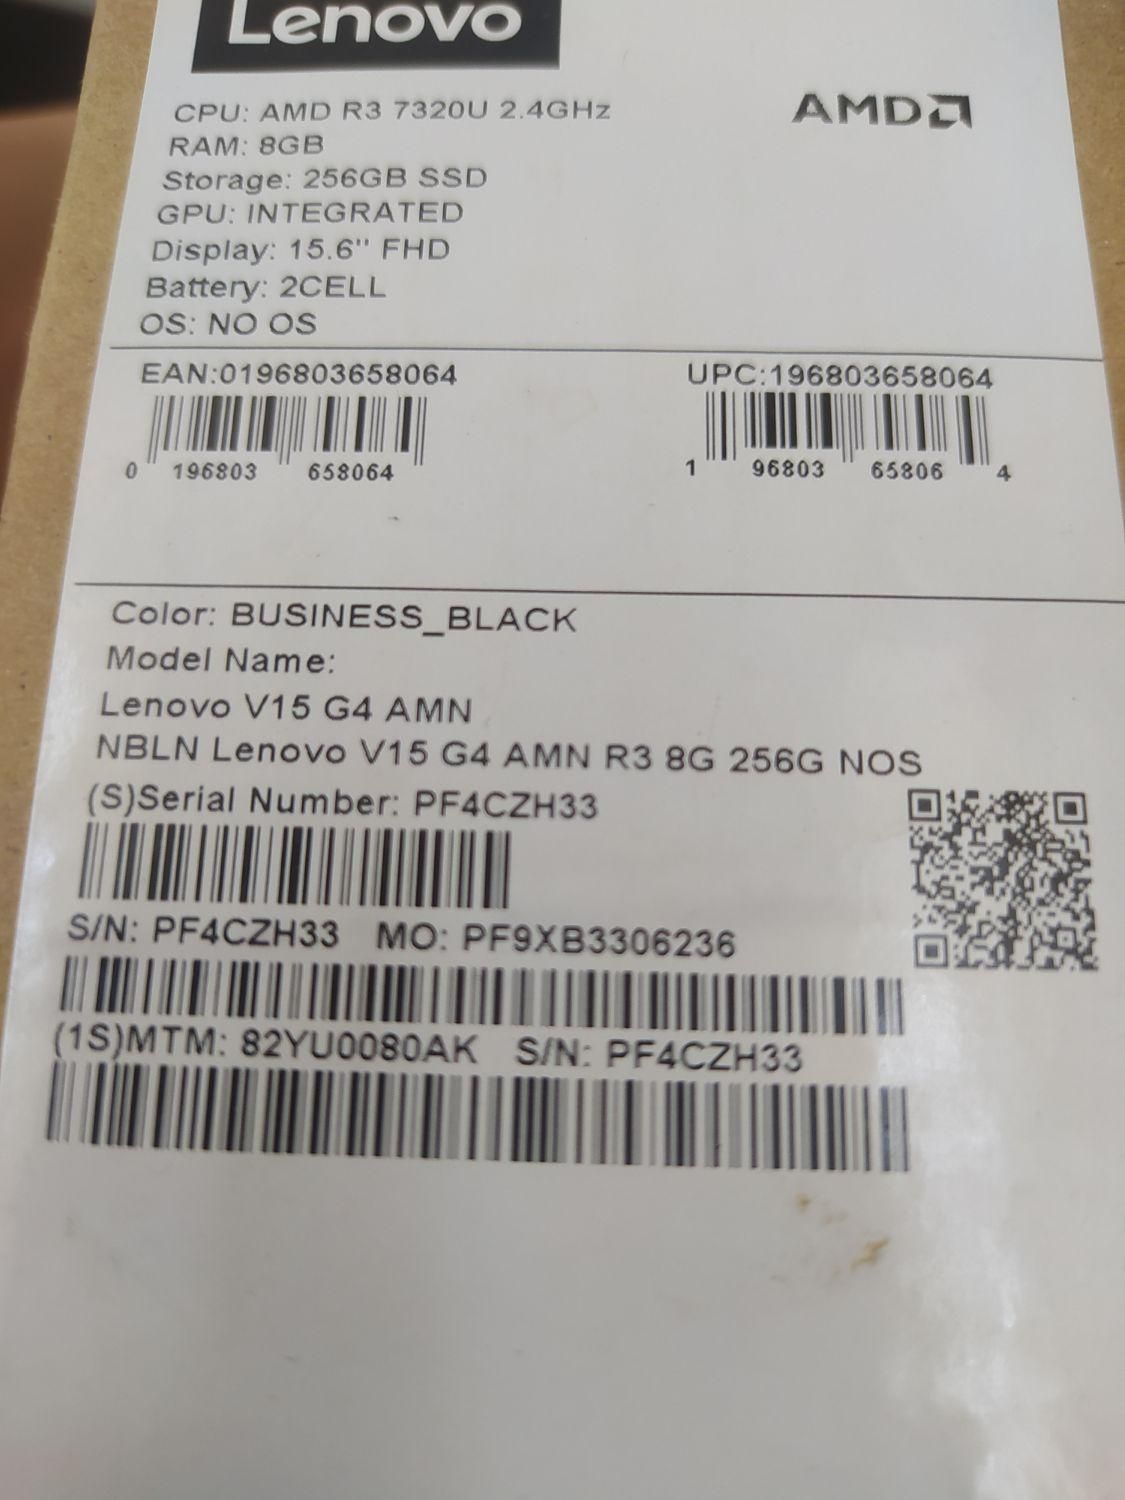 Lenovo
CPU: AMD R3 7320U 2.4GHz
AMD
RAM: 8GB
Storage: 256GB SSD
GPU: INTEGRATED
Display: 15.6" FHD
Battery: 2CELL
OS: NO OS
EAN:0196803658064
UPC:196803658064
0 196803 658064
1 96803 65806 4
Color: BUSINESS_BLACK
Model Name:
Lenovo V15 G4 AMN
NBLN Lenovo V15 G4 AMN R3 8G 256G NOS
(S)Serial Number: PF4CZH33
S/N: PF4CZH33 MO: PF9XB3306236
(1S)MTM: 82YU0080AK S/N: PF4CZH33